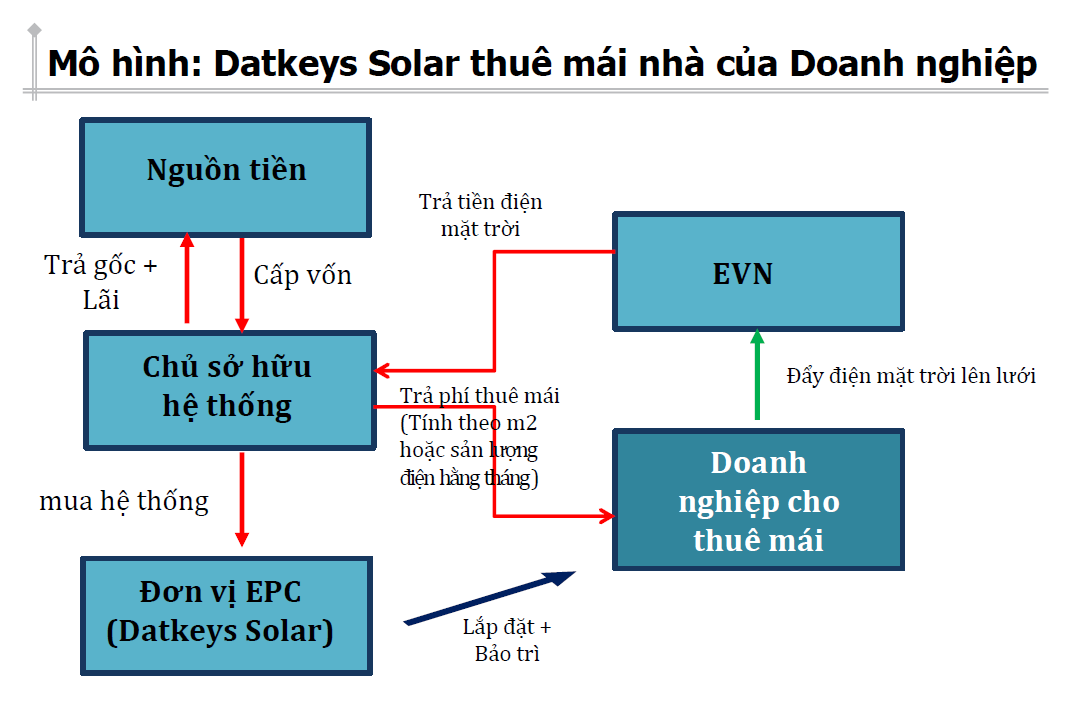 Mô hình: Datkeys Solar thuê mái nhà của Doanh nghiệp
Nguồn tiền
Trả tiền điện
mặt trời
EVN
Trả gốc +
Lãi
Cấp vốn
Chủ sở hữu
hệ thống
Đẩy điện mặt trời lên lưới
Trả phí thuê mái
(Tính theo m2
hoặc sản lượng
điện hằng tháng)
Doanh
nghiệp cho
thuê mái
mua hệ thống
Đơn vị EPC
(Datkeys Solar)
Lắp đặt +
Bảo trì